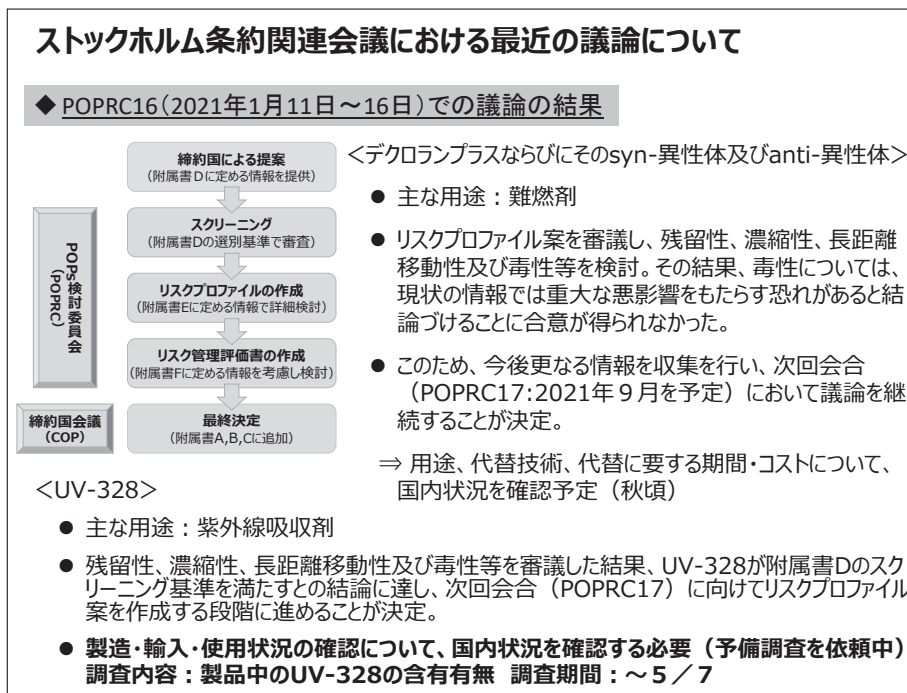 ストックホルム条約関連会議における最近の議論について
◆ POPRC16(2021年1月11日～16日)での議論の結果
締約国による提案
(附属書Ｄに定める情報を提供)
スクリーニング
(附属書Dの選別基準で審査)
リスクプロファイルの作成
(附属書Eに定める情報で詳細検討)
リスク管理評価書の作成
(附属書Fに定める情報を考慮し検討)
最終決定
(附属書A,B,Cに追加)
POPs検討委員会
(POPRC)
締約国会議
(COP)
＜デクロランプラスならびにそのsyn-異性体及びanti-異性体＞
● 主な用途：難燃剤
● リスクプロファイル案を審議し、残留性、濃縮性、長距離
移動性及び毒性等を検討。その結果、毒性については、
現状の情報では重大な悪影響をもたらす恐れがあると結
論づけることに合意が得られなかった。
● このため、今後更なる情報を収集を行い、次回会合
（POPRC17:2021年９月を予定）において議論を継
続することが決定。
⇒ 用途、代替技術、代替に要する期間・コストについて、
国内状況を確認予定（秋頃）
＜UV-328＞
● 主な用途：紫外線吸収剤
● 残留性、濃縮性、長距離移動性及び毒性等を審議した結果、UV-328が附属書Dのスク
リーニング基準を満たすとの結論に達し、次回会合（POPRC17）に向けてリスクプロファイル
案を作成する段階に進めることが決定。
● 製造・輸入・使用状況の確認について、国内状況を確認する必要（予備調査を依頼中）
調査内容：製品中のUV-328の含有有無 調査期間：～５／７